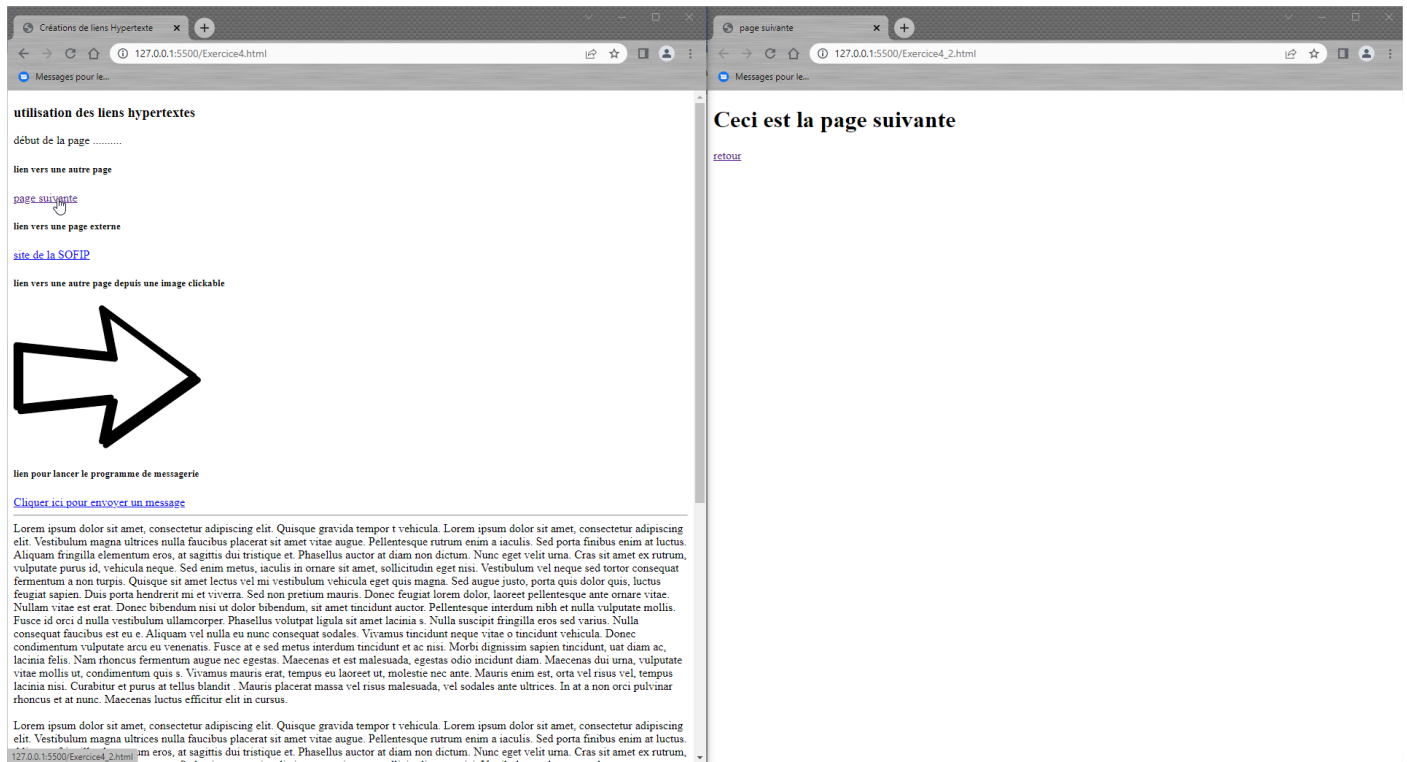 Créations de liens Hypertexte
127.0.0.1:5500/Exercice4.html
Messages pour le...
utilisation des liens hypertextes
début de la page ..........
lien vers une autre page
page suivante
lien vers une page externe
site de la SOFIP
lien vers une autre page depuis une image clickable
lien pour lancer le programme de messagerie
Cliquer ici pour envoyer un message
Lorem ipsum dolor sit amet, consectetur adipiscing elit. Quisque gravida tempor t vehicula. Lorem ipsum dolor sit amet, consectetur adipiscing
elit. Vestibulum magna ultrices nulla faucibus placerat sit amet vitae augue. Pellentesque rutrum enim a iaculis. Sed porta finibus enim at luctus.
Aliquam fringilla elementum eros, at sagittis dui tristique et. Phasellus auctor at diam non dictum. Nunc eget velit urna. Cras sit amet ex rutrum,
vulputate purus id, vehicula neque. Sed enim metus, iaculis in ornare sit amet, sollicitudin eget nisi. Vestibulum vel neque sed tortor consequat
fermentum a non turpis. Quisque sit amet lectus vel mi vestibulum vehicula eget quis magna. Sed augue justo, porta quis dolor quis, luctus
feugiat sapien. Duis porta hendrerit mi et viverra. Sed non pretium mauris. Donec feugiat lorem dolor, laoreet pellentesque ante ornare vitae.
Nullam vitae est erat. Donec bibendum nisi ut dolor bibendum, sit amet tincidunt auctor. Pellentesque interdum nibh et nulla vulputate mollis.
Fusce id orci d nulla vestibulum ullamcorper. Phasellus volutpat ligula sit amet lacinia s. Nulla suscipit fringilla eros sed varius. Nulla
consequat faucibus est eu e. Aliquam vel nulla eu nunc consequat sodales. Vivamus tincidunt neque vitae o tincidunt vehicula. Donec
condimentum vulputate arcu eu venenatis. Fusce at e sed metus interdum tincidunt et ac nisi. Morbi dignissim sapien tincidunt, uat diam ac,
lacinia felis. Nam rhoncus fermentum augue nec egestas. Maecenas et est malesuada, egestas odio incidunt diam. Maecenas dui urna, vulputate
vitae mollis ut, condimentum quis s. Vivamus mauris erat, tempus eu laoreet ut, molestie nec ante. Mauris enim est, orta vel risus vel, tempus
lacinia nisi. Curabitur et purus at tellus blandit . Mauris placerat massa vel risus malesuada, vel sodales ante ultrices. In at a non orci pulvinar
rhoncus et at nunc. Maecenas luctus efficitur elit in cursus.
Lorem ipsum dolor sit amet, consectetur adipiscing elit. Quisque gravida tempor t vehicula. Lorem ipsum dolor sit amet, consectetur adipiscing
elit. Vestibulum magna ultrices nulla faucibus placerat sit amet vitae augue. Pellentesque rutrum enim a iaculis. Sed porta finibus enim at luctus.
um eros, at sagittis dui tristique et. Phasellus auctor at diam non dictum. Nunc eget velit urna. Cras sit amet ex rutrum,
127.0.0.1:5500/Exercice4_2.html
page suivante
127.0.0.1:5500/Exercice4_2.html
Messages pour le...
Ceci est la page suivante
retour